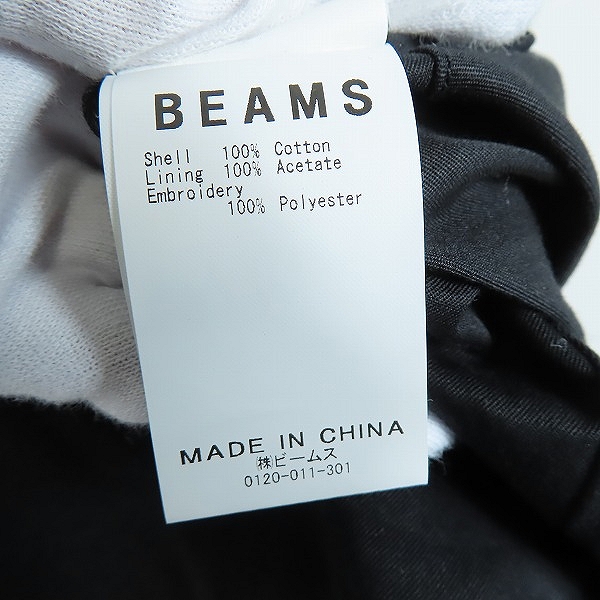 BEAMS
Shell 100% Cotton
Lining 100% Acetate
Embroidery
100% Polyester
MADE IN CHINA
㈱ビームス
0120-011-301